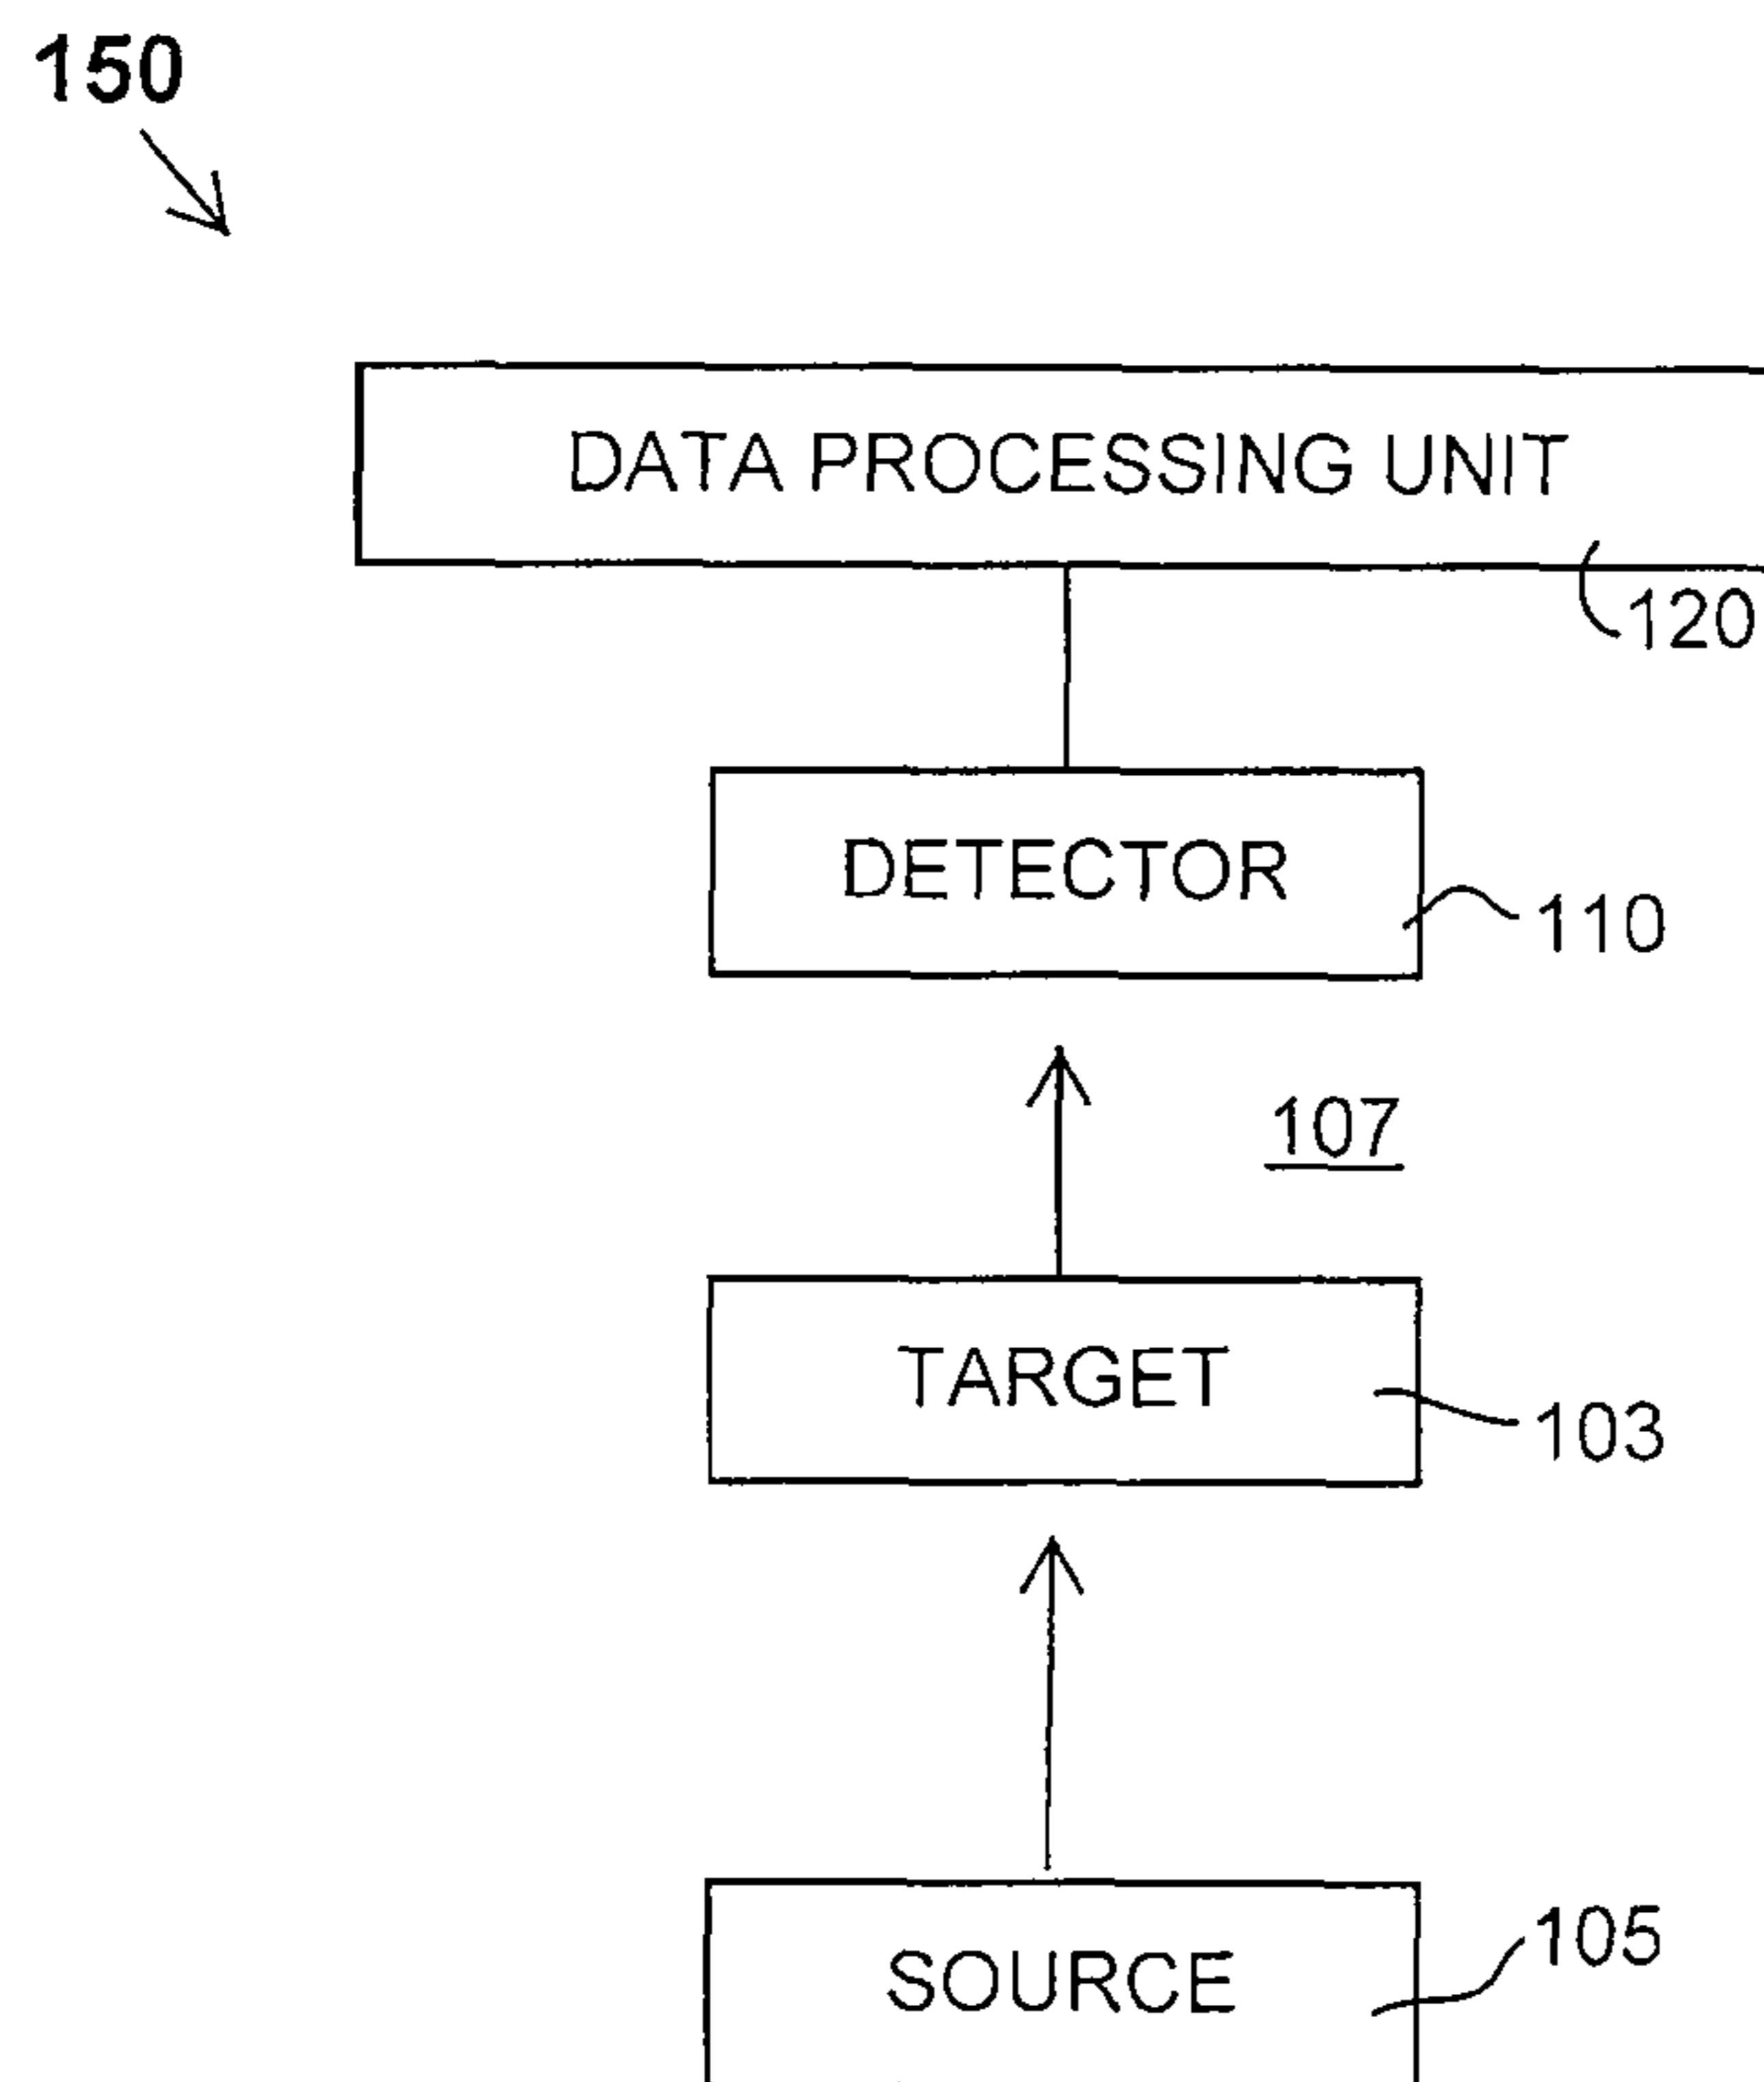 150
DATA PROCESSING UNIT
120
DETECTOR
110
107
TARGET
103
105
SOURCE